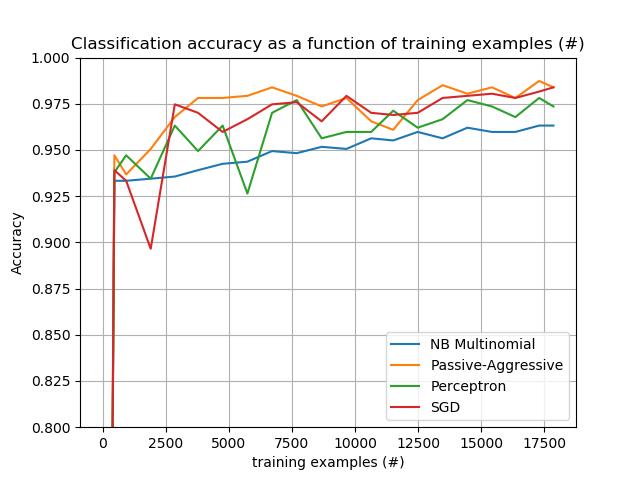 Classification accuracy as a function of training examples (#)
1.000
0.975
0.950
0.925
0.900
0.875
0.850
0.825
0.800
Accuracy
NB Multinomial
Passive-Aggressive
Perceptron
SGD
0 2500 5000 7500 10000 12500 15000 17500
training examples (#)